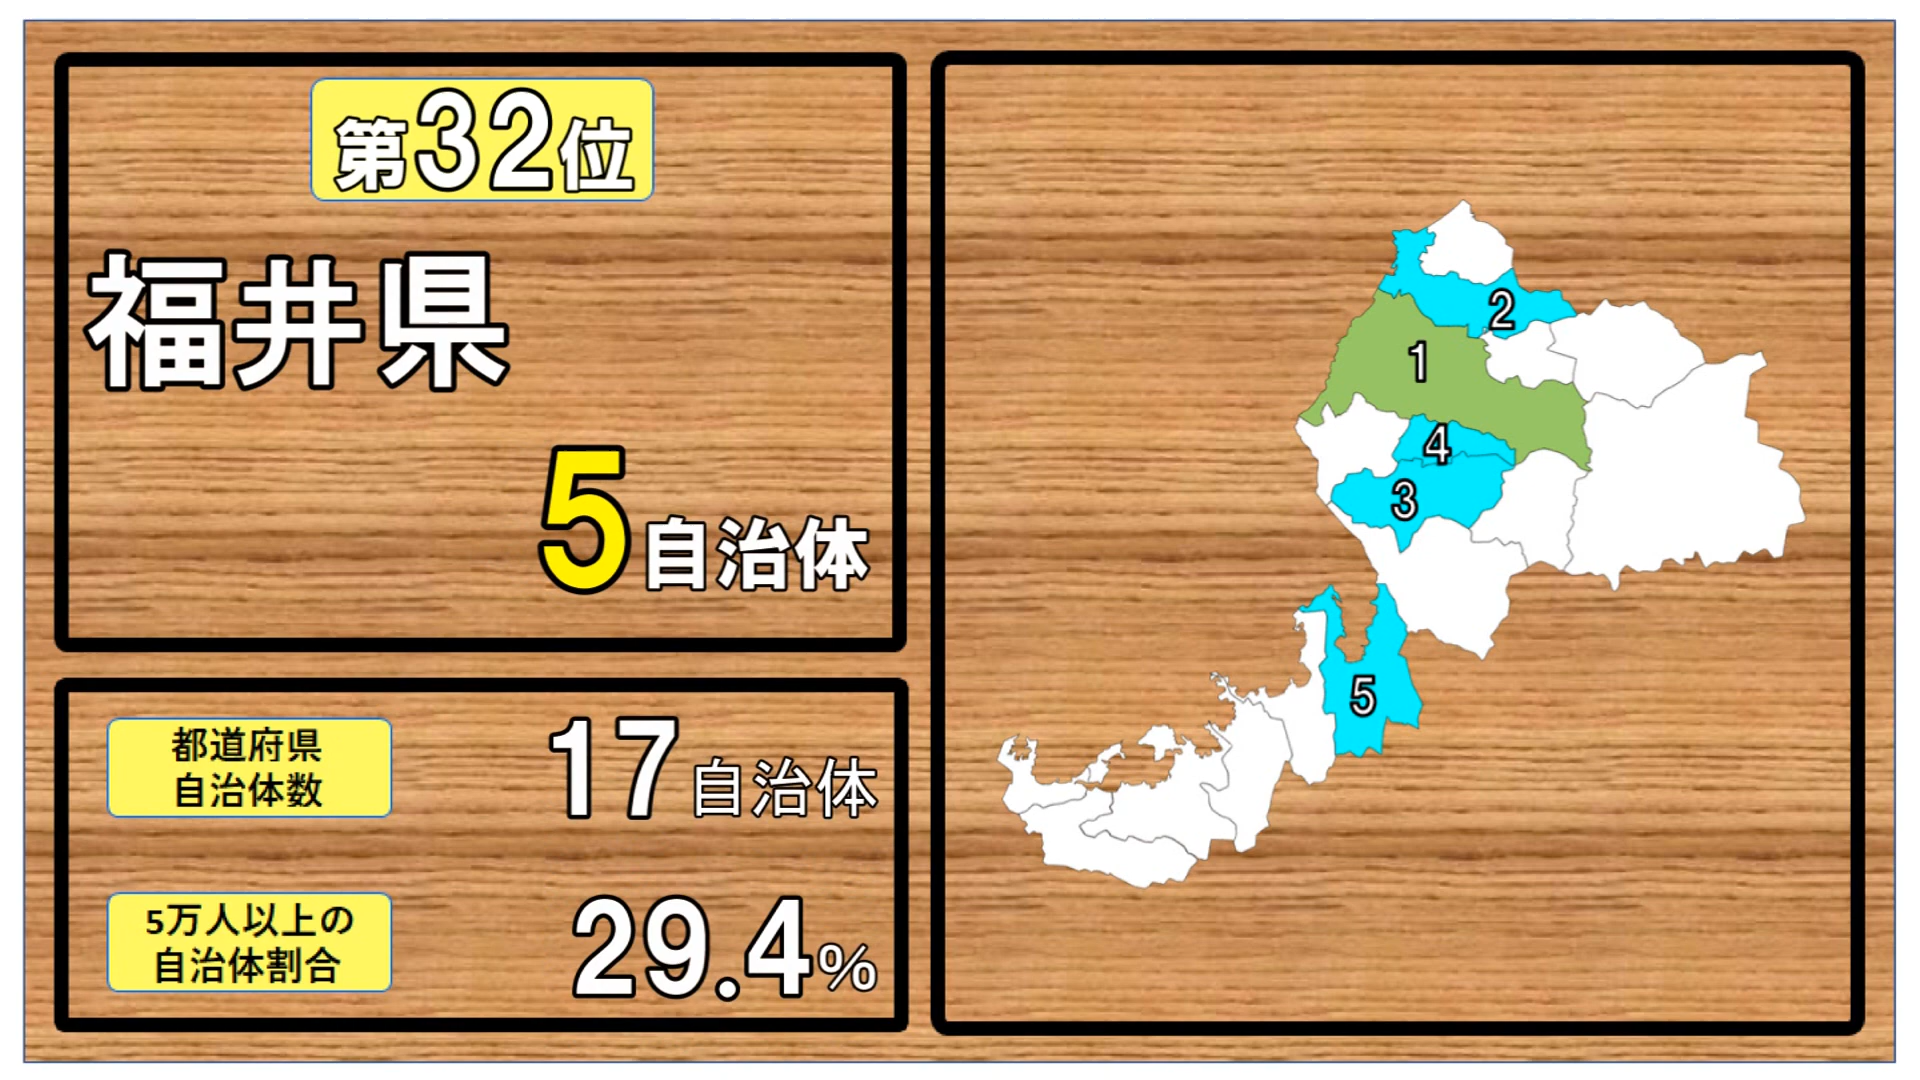 第32位
福井県
5自治体
都道府県
自治体数
17自治体
5万人以上の
自治体割合
29.4%
2
1
4
3
5